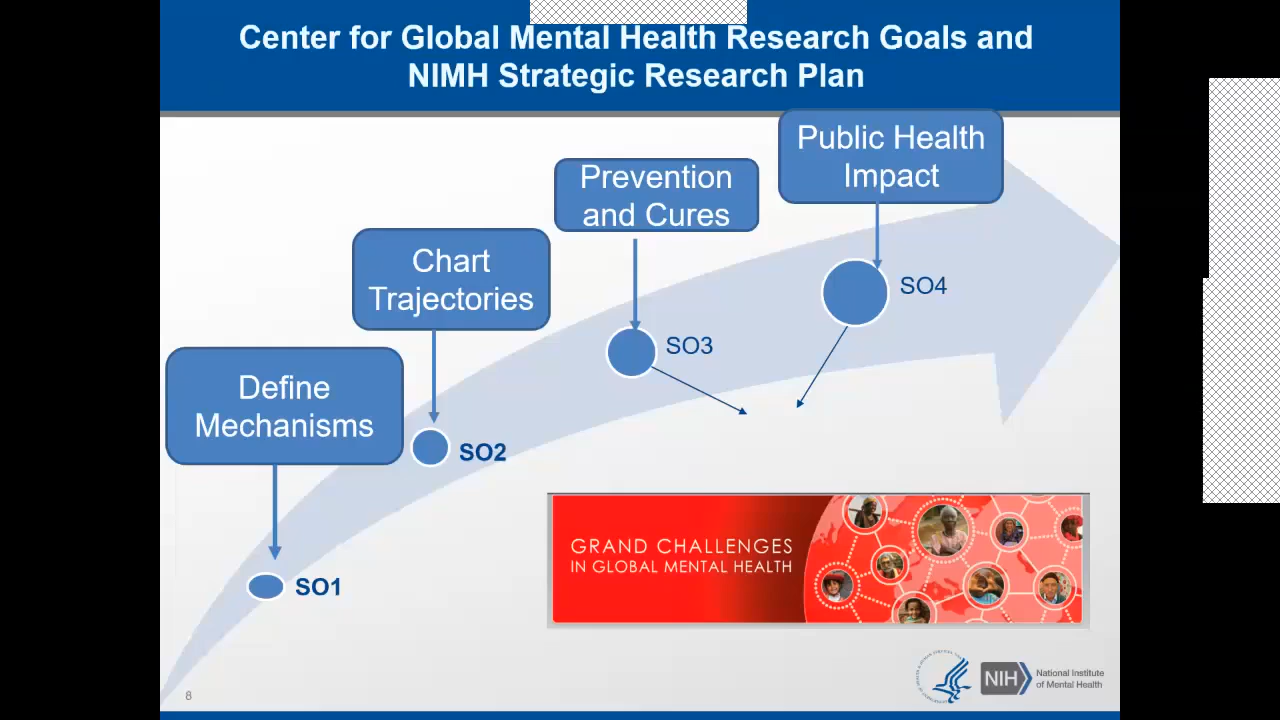 Center for Global Mental Health Research Goals and
NIMH Strategic Research Plan
Public Health
Impact
Prevention
and Cures
Chart
Trajectories
Define
Mechanisms
SO4
SO3
SO2
SO1
GRAND CHALLENGES
IN GLOBAL MENTAL HEALTH
8
NIH
National Institute
of Mental Health